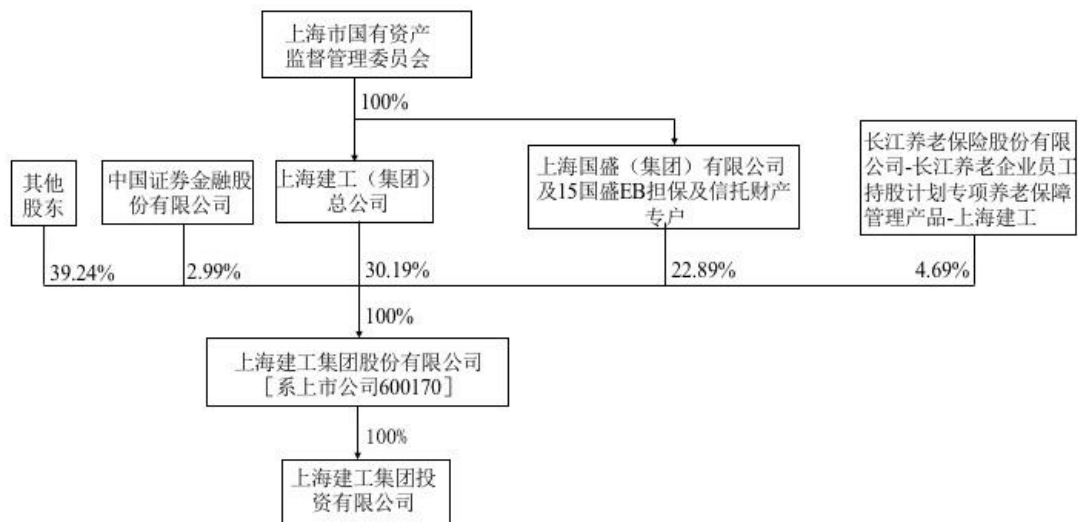 上海市国有资产
监督管理委员会
100%
其他
股东
中国证券金融股
份有限公司
上海建工（集团）
总公司
上海国盛（集团）有限公司
及15国盛EB担保及信托财产
专户
长江养老保险股份有限
公司-长江养老企业员工
持股计划专项养老保障
管理产品-上海建工
39.24%
2.99%
30.19%
22.89%
4.69%
100%
上海建工集团股份有限公司
［系上市公司600170］
100%
上海建工集团投
资有限公司